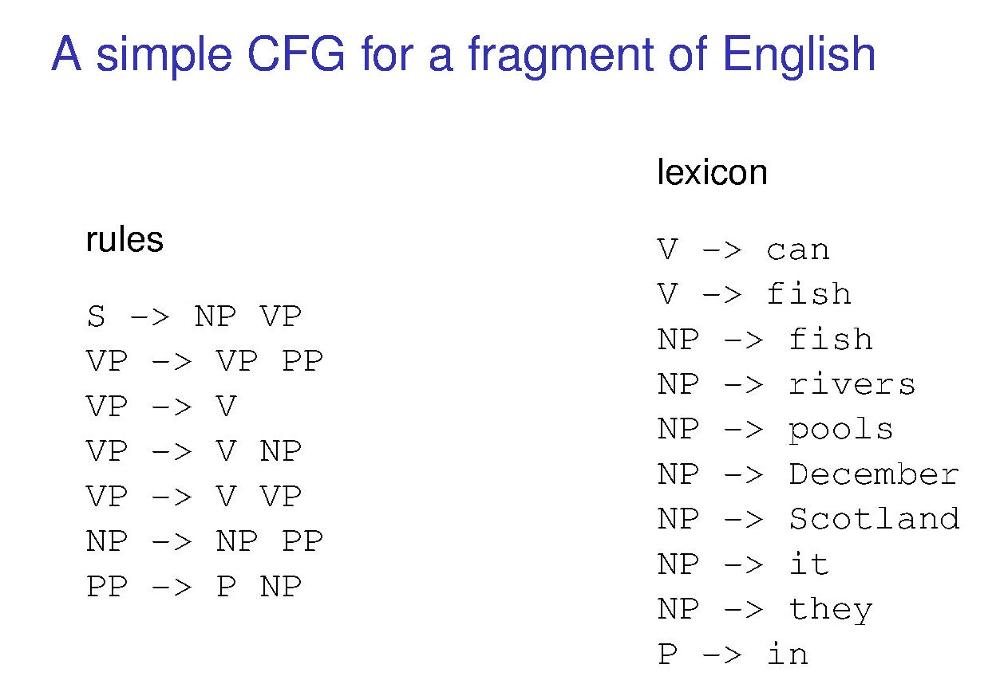 A simple CFG for a fragment of English
rules
S -> NP VP
VP -> VP PP
VP -> V
VP -> V NP
VP -> V VP
NP -> NP PP
PP -> P NP
lexicon
V -> can
V -> fish
NP -> fish
NP -> rivers
NP -> pools
NP -> December
NP -> Scotland
NP -> it
NP -> they
P -> in